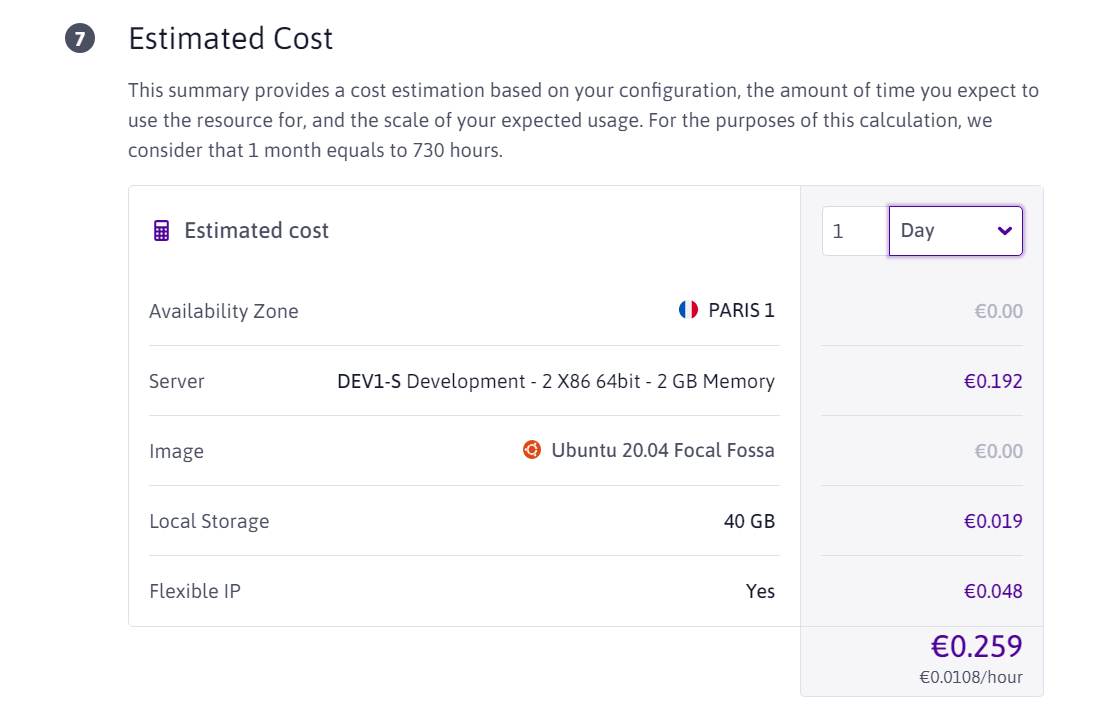 7 Estimated Cost
This summary provides a cost estimation based on your configuration, the amount of time you expect to
use the resource for, and the scale of your expected usage. For the purposes of this calculation, we
consider that 1 month equals to 730 hours.
Estimated cost 1 Day
Availability Zone PARIS 1 €0.00
Server DEV1-S Development - 2 X86 64bit - 2 GB Memory €0.192
Image Ubuntu 20.04 Focal Fossa €0.00
Local Storage 40 GB €0.019
Flexible IP Yes €0.048
€0.259
€0.0108/hour